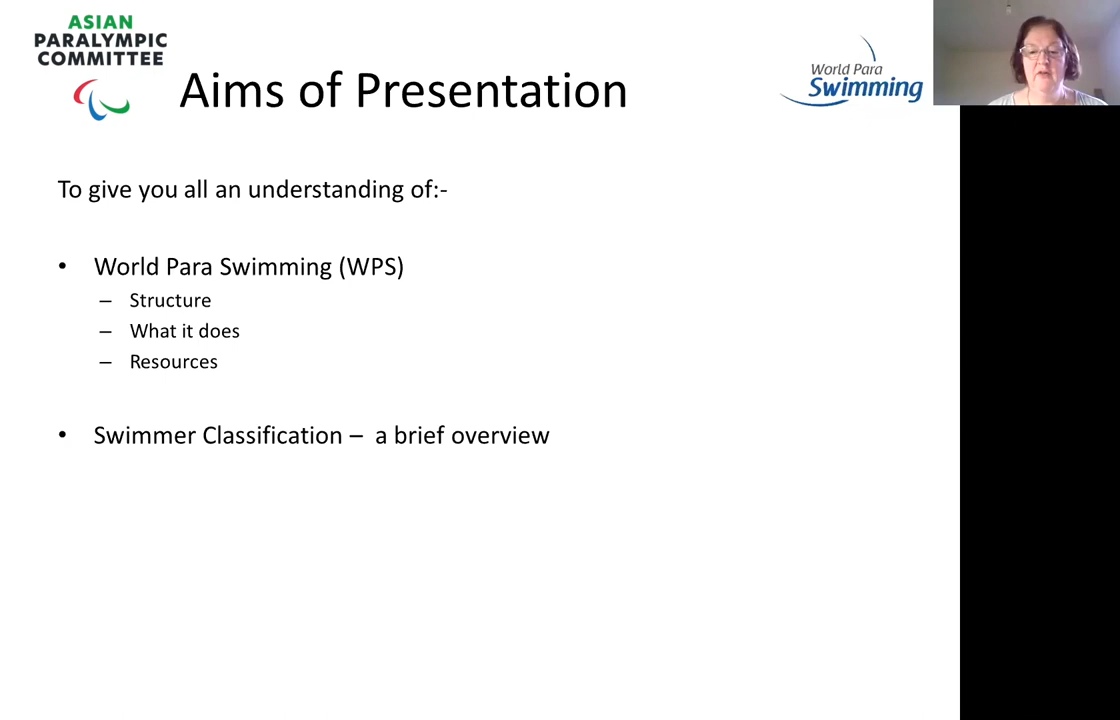 ASIAN
PARALYMPIC
COMMITTEE
Aims of Presentation
World Para
Swimming
To give you all an understanding of:-
• World Para Swimming (WPS)
– Structure
– What it does
– Resources
• Swimmer Classification – a brief overview